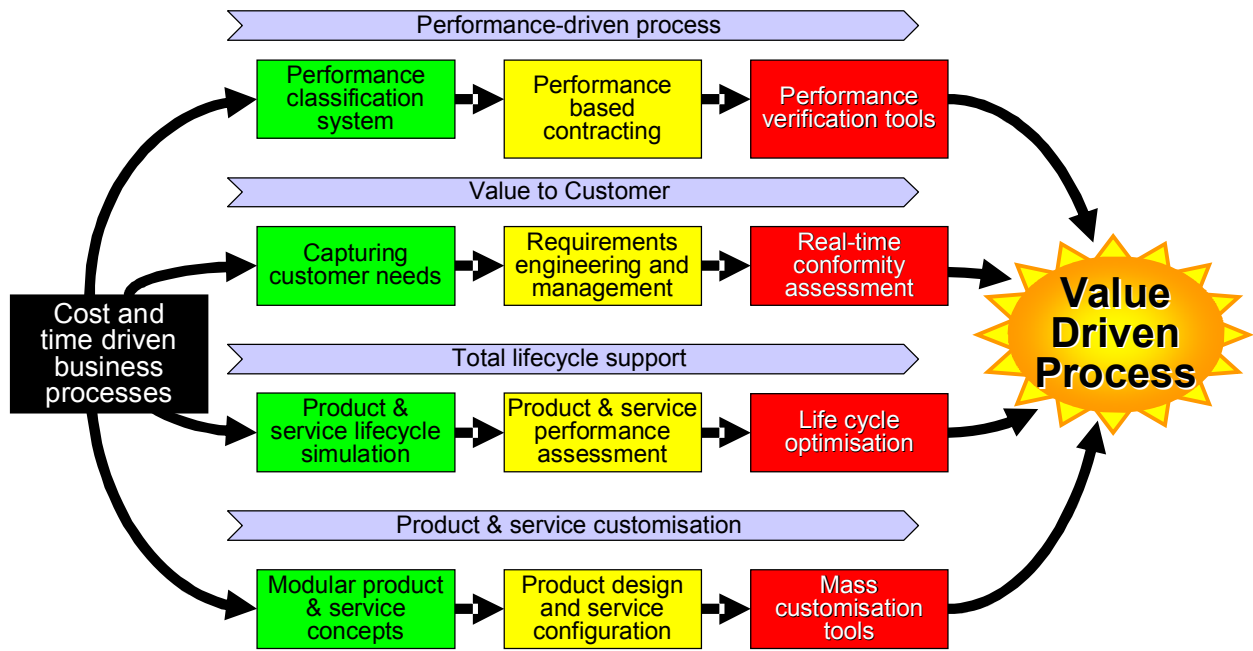 Performance-driven process
Performance
classification
system
Performance
based
contracting
Performance
verification tools
Value to Customer
Capturing
customer needs
Requirements
engineering and
management
Real-time
conformity
assessment
Cost and
time driven
business
processes
Value
Driven
Process
Total lifecycle support
Product &
service lifecycle
simulation
Product & service
performance
assessment
Life cycle
optimisation
Product & service customisation
Modular product
& service
concepts
Product design
and service
configuration
Mass
customisation
tools